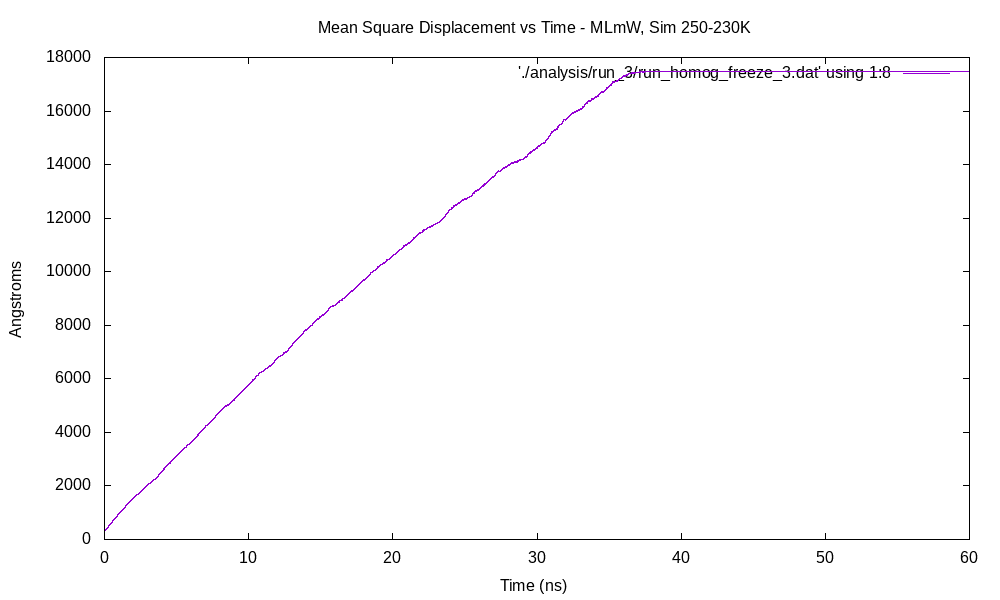 Mean Square Displacement vs Time - MLmW, Sim 250-230K
18000
'./analysis/run_3/run_homog_freeze_3.dat' using 1:8
16000
14000
12000
10000
8000
6000
4000
2000
0
Angstroms
0 10 20 30 40 50 60
Time (ns)